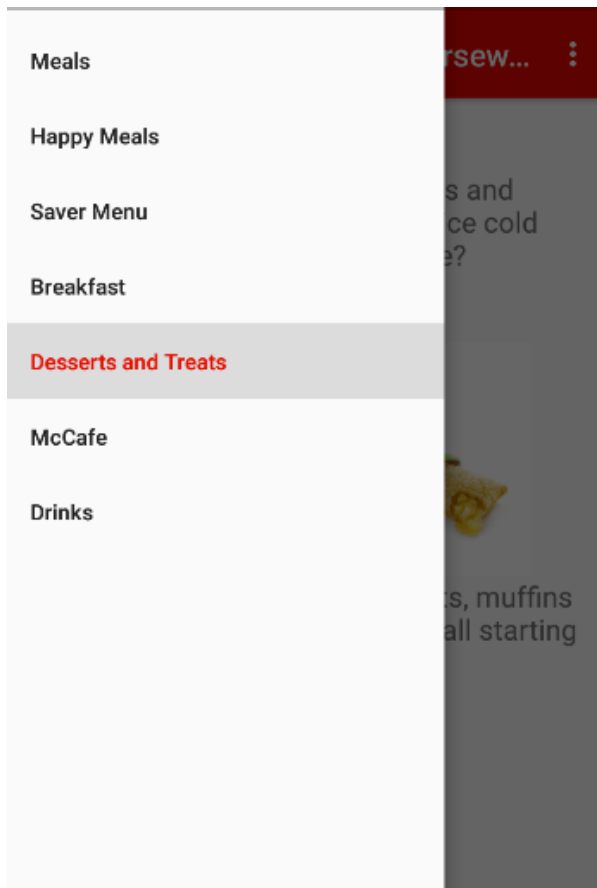 Meals
Happy Meals
Saver Menu
Breakfast
Desserts and Treats
McCafe
Drinks
rsew...
s and
ce cold
e?
ts, muffins
all starting